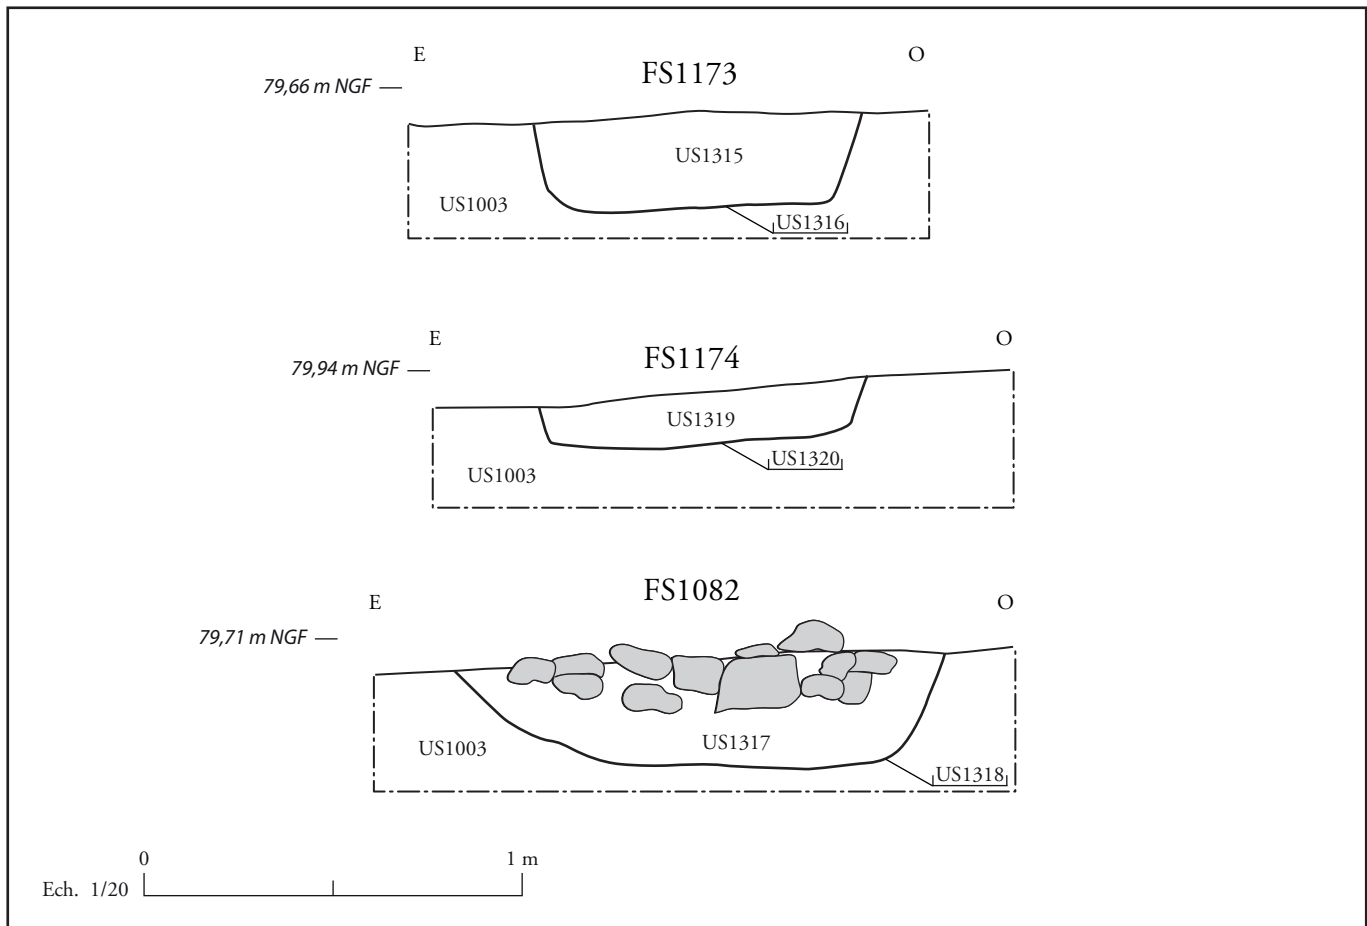 E O
FS1173
79,66 m NGF
US1315
US1003
US1316
E O
FS1174
79,94 m NGF
US1319
US1320
US1003
FS1082
E O
79,71 m NGF
US1317
US1003
US1318
0 1 m
Ech. 1/20